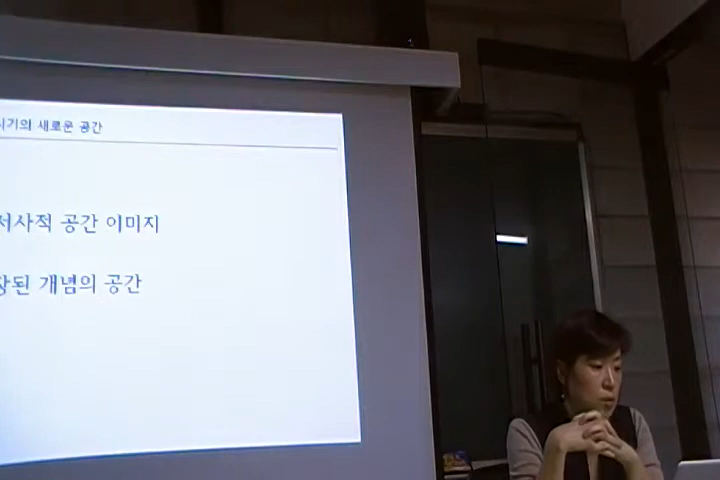 시기의 새로운 공간
서사적 공간 이미지
장된 개념의 공간